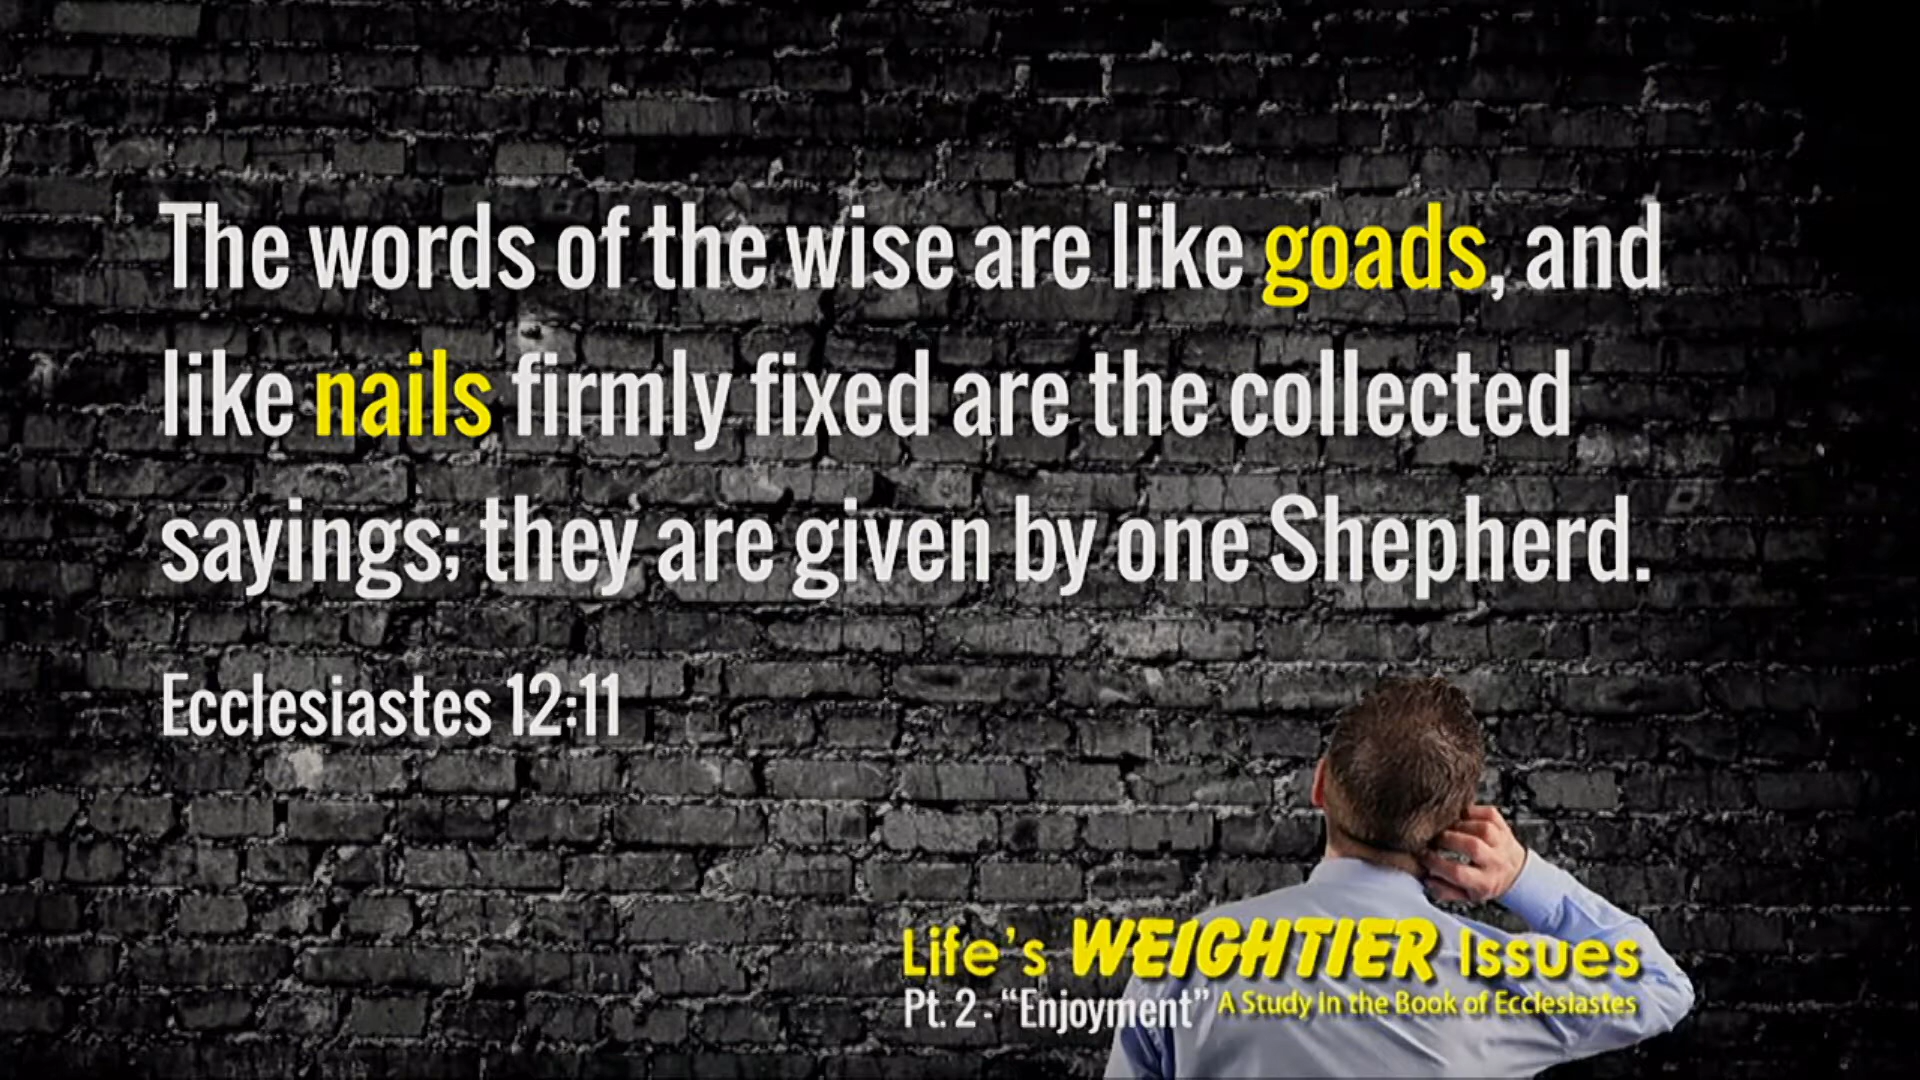 The words of the wise are like goads, and
like nails firmly fixed are the collected
sayings; they are given by one Shepherd.
Ecclesiastes 12:11
Life's WEIGHTIER Issues
Pt. 2 - “Enjoyment” A Study in the Book of Ecclesiastes